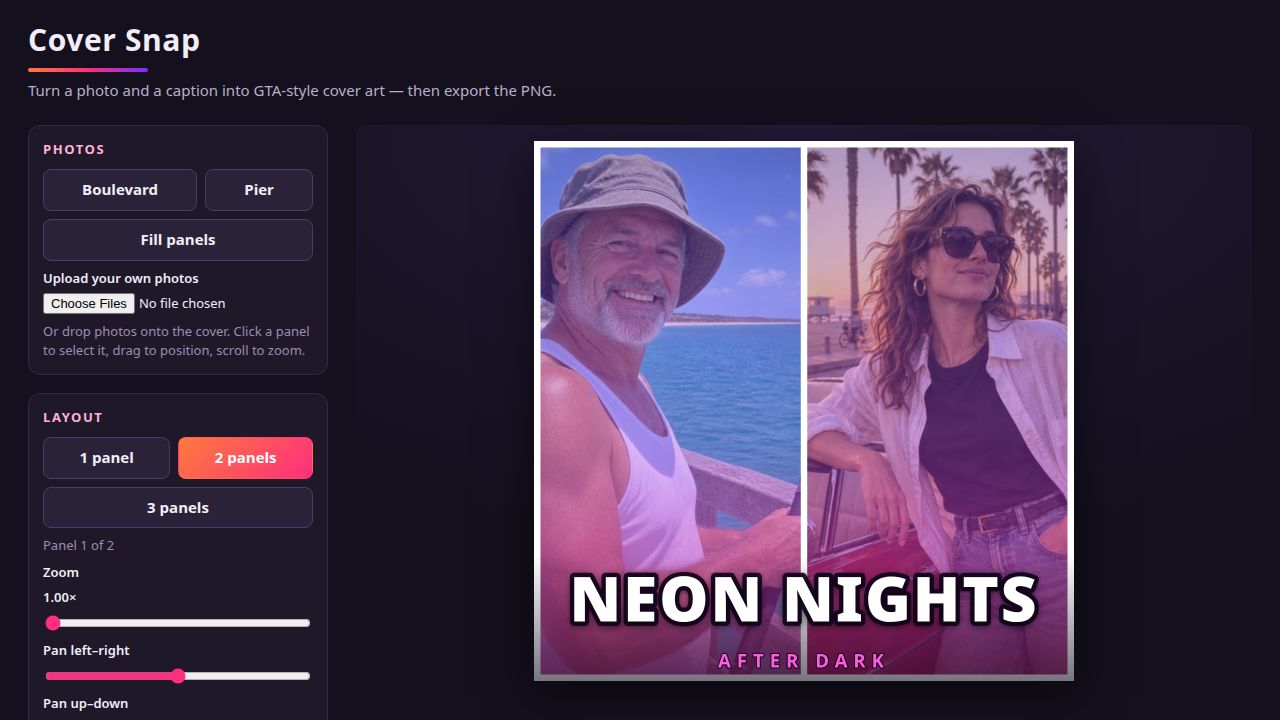 Cover Snap
Turn a photo and a caption into GTA-style cover art — then export the PNG.
PHOTOS
Boulevard
Pier
Fill panels
Upload your own photos
Choose Files No file chosen
Or drop photos onto the cover. Click a panel
to select it, drag to position, scroll to zoom.
LAYOUT
1 panel
2 panels
3 panels
Panel 1 of 2
Zoom
1.00×
Pan left–right
Pan up–down
NEON NIGHTS
AFTER DARK